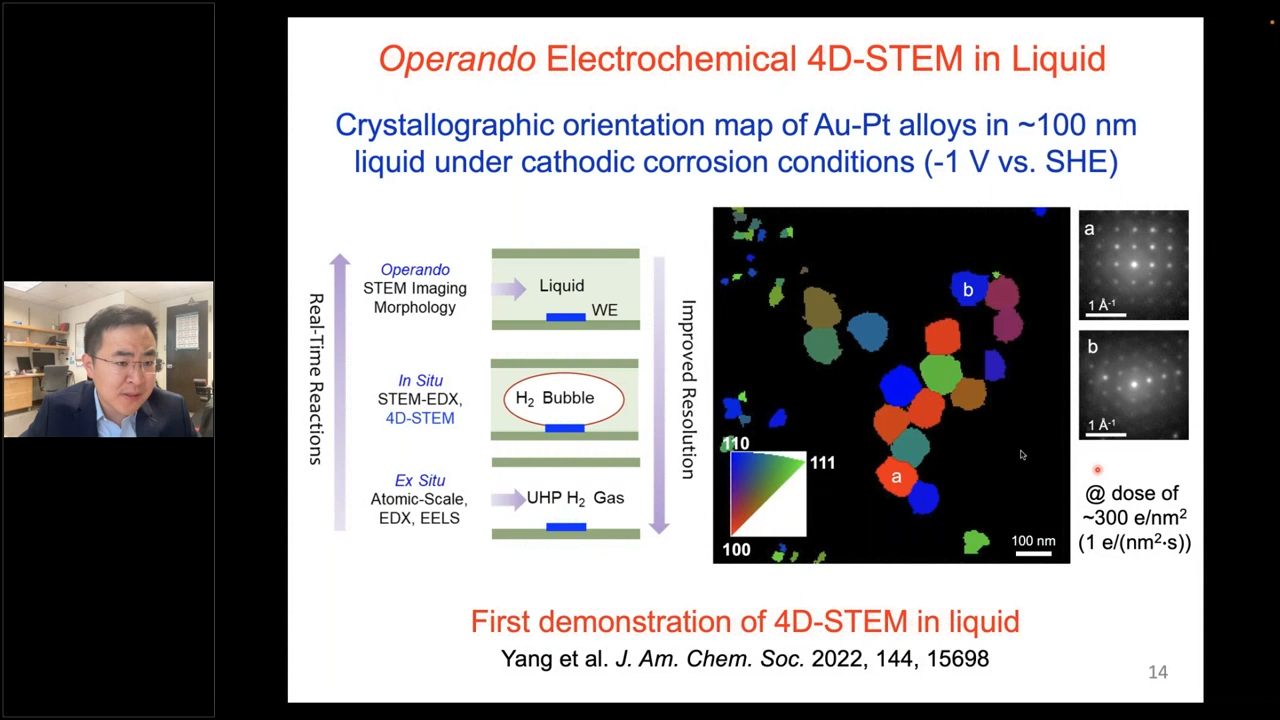 Operando Electrochemical 4D-STEM in Liquid
Crystallographic orientation map of Au-Pt alloys in ~100 nm
liquid under cathodic corrosion conditions (-1 V vs. SHE)
Real-Time Reactions
Operando
STEM Imaging
Morphology
Liquid
WE
In Situ
STEM-EDX,
4D-STEM
H₂ Bubble
Ex Situ
Atomic-Scale,
EDX, EELS
UHP H₂ Gas
Improved Resolution
b
a
110
111
100
100 nm
a
1 Å⁻¹
b
1 Å⁻¹
@ dose of
~300 e/nm²
(1 e/(nm²·s))
First demonstration of 4D-STEM in liquid
Yang et al. J. Am. Chem. Soc. 2022, 144, 15698
14